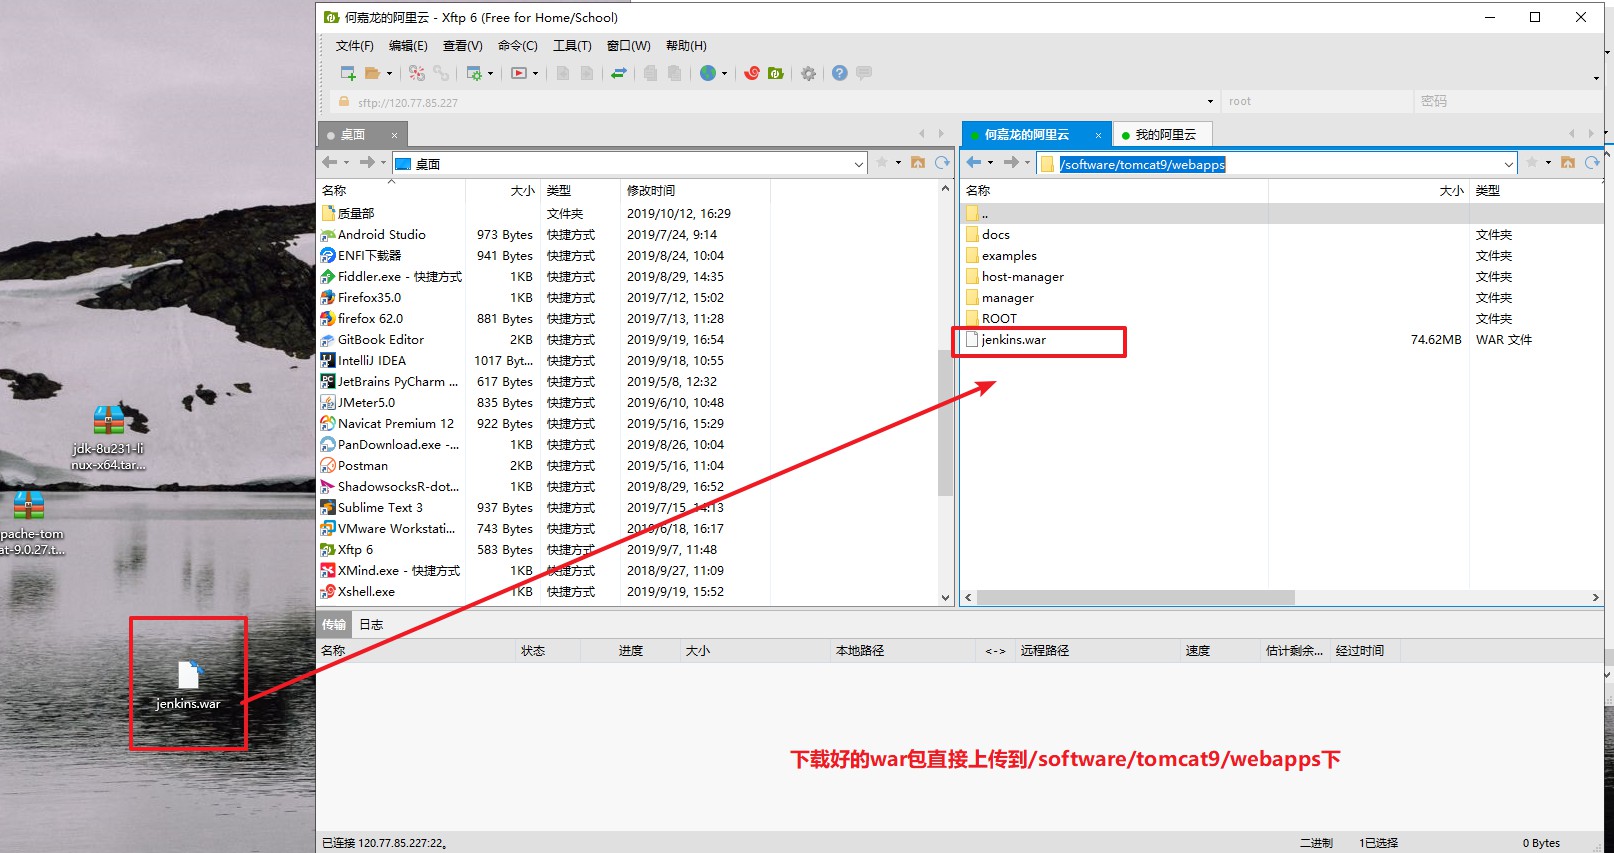 何嘉龙的阿里云 - Xftp 6 (Free for Home/School)
文件(F) 编辑(E) 查看(V) 命令(C) 工具(T) 窗口(W) 帮助(H)
sftp://120.77.85.227 root 密码
桌面 × 何嘉龙的阿里云 × 我的阿里云
桌面 /software/tomcat9/webapps
名称 大小 类型 修改时间
质量部 文件夹 2019/10/12, 16:29
Android Studio 973 Bytes 快捷方式 2019/7/24, 9:14
ENFI下载器 941 Bytes 快捷方式 2019/8/24, 10:04
Fiddler.exe - 快捷方式 1KB 快捷方式 2019/8/29, 14:35
Firefox35.0 1KB 快捷方式 2019/7/12, 15:02
firefox 62.0 881 Bytes 快捷方式 2019/7/13, 11:28
GitBook Editor 2KB 快捷方式 2019/9/19, 16:54
IntelliJ IDEA 1017 Byt... 快捷方式 2019/9/18, 10:55
JetBrains PyCharm ... 617 Bytes 快捷方式 2019/5/8, 12:32
JMeter5.0 835 Bytes 快捷方式 2019/6/10, 10:48
Navicat Premium 12 922 Bytes 快捷方式 2019/5/16, 15:29
PanDownload.exe -... 1KB 快捷方式 2019/8/26, 10:04
Postman 2KB 快捷方式 2019/5/16, 11:04
ShadowsocksR-dot... 1KB 快捷方式 2019/8/29, 16:52
Sublime Text 3 937 Bytes 快捷方式 2019/7/15, 14:13
VMware Workstati... 743 Bytes 快捷方式 2019/6/18, 16:17
Xftp 6 583 Bytes 快捷方式 2019/9/7, 11:48
XMind.exe - 快捷方式 1KB 快捷方式 2018/9/27, 11:09
Xshell.exe 1KB 快捷方式 2019/9/19, 15:52
名称 大小 类型
..
docs 文件夹
examples 文件夹
host-manager 文件夹
manager 文件夹
ROOT 文件夹
jenkins.war 74.62MB WAR 文件
jdk-8u231-li
nux-x64.tar...
pache-tom
at-9.0.27.t...
jenkins.war
传输 日志
名称 状态 进度 大小 本地路径 <-> 远程路径 速度 估计剩余... 经过时间
下载好的war包直接上传到/software/tomcat9/webapps下
已连接 120.77.85.227:22。 二进制 1已选择 0 Bytes